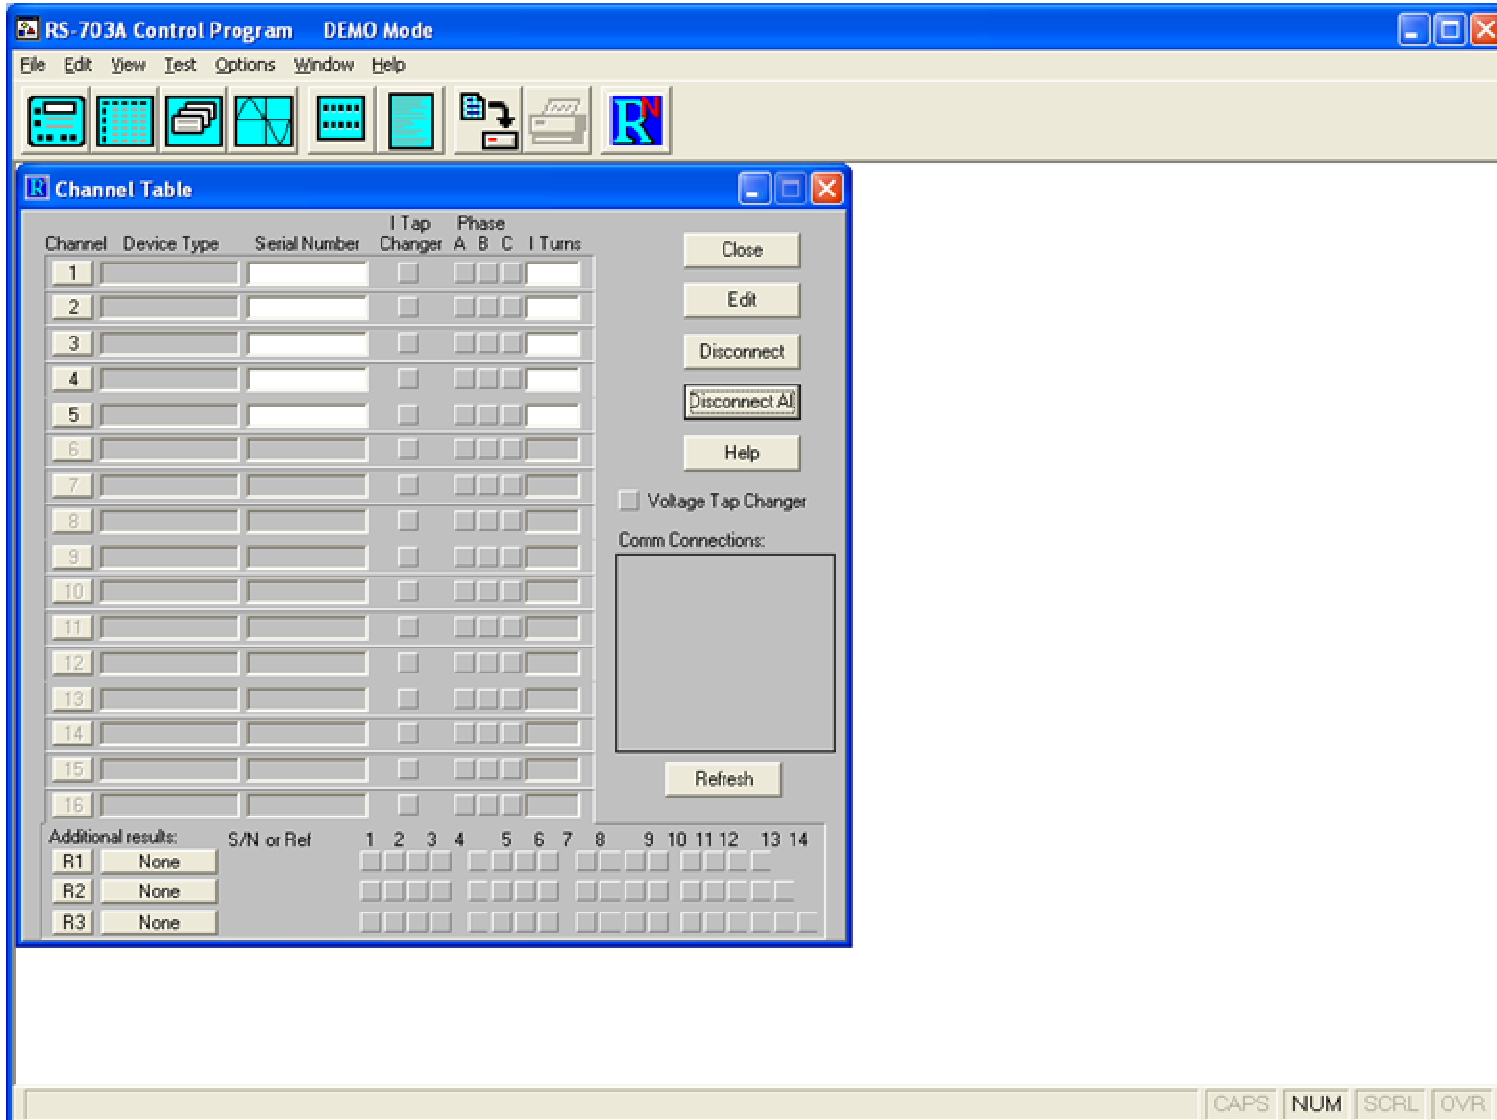 RS-703A Control Program DEMO Mode
File Edit View Test Options Window Help
RN
R Channel Table
I Tap Phase
Channel Device Type Serial Number Changer A B C I Turns
Close
1
Edit
2
3
Disconnect
4
Disconnect All
5
6
Help
7
Voltage Tap Changer
8
Comm Connections:
9
10
11
12
13
14
15
Refresh
16
Additional results: S/N or Ref 1 2 3 4 5 6 7 8 9 10 11 12 13 14
R1 None
R2 None
R3 None
CAPS NUM SCRL OVR